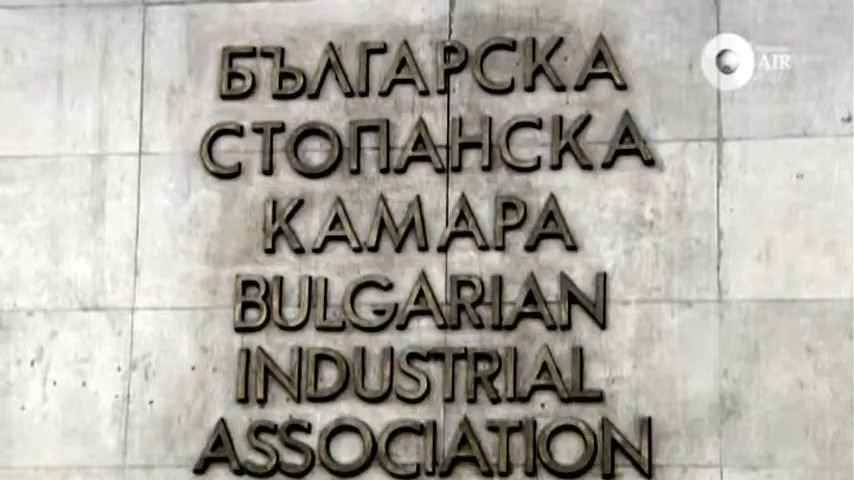 БЪЛГАРСКА
СТОПАНСКА
КАМАРА
BULGARIAN
INDUSTRIAL
ASSOCIATION
AIR